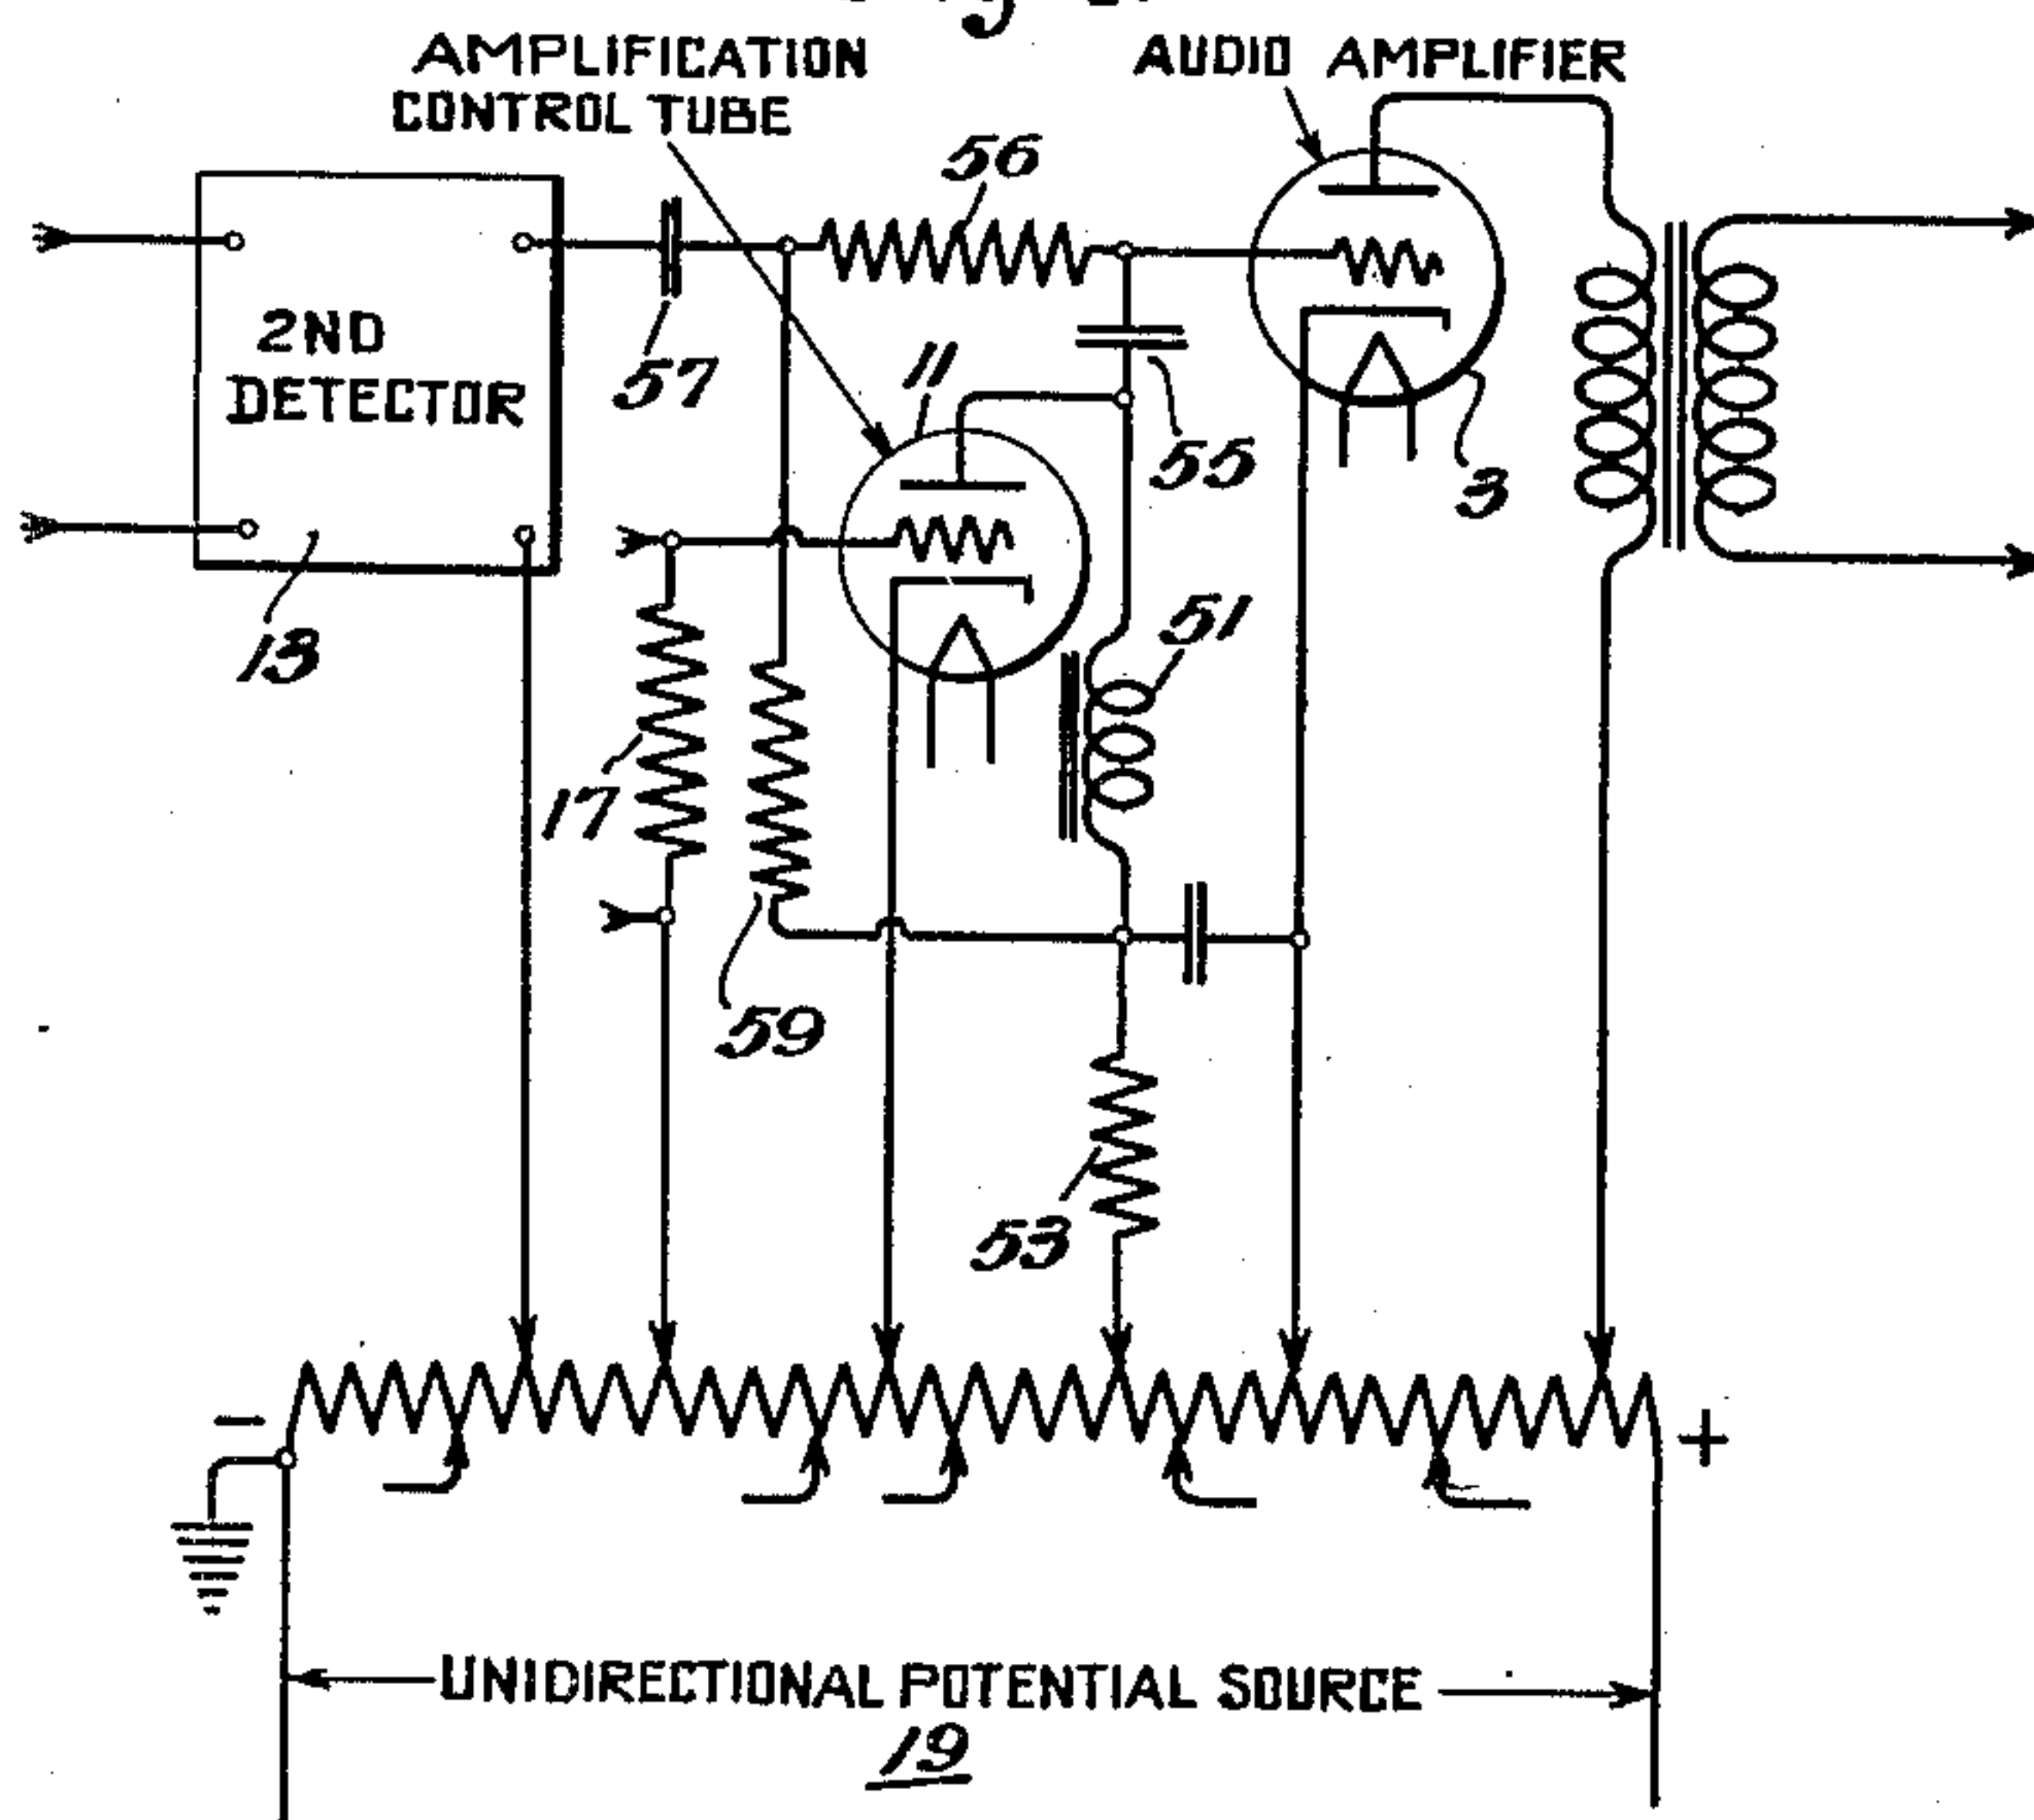 AMPLIFICATION
CONTROL TUBE
AUDIO AMPLIFIER
56
2ND
DETECTOR
57
11
55
3
13
51
17
59
53
-
+
UNIDIRECTIONAL POTENTIAL SOURCE
19